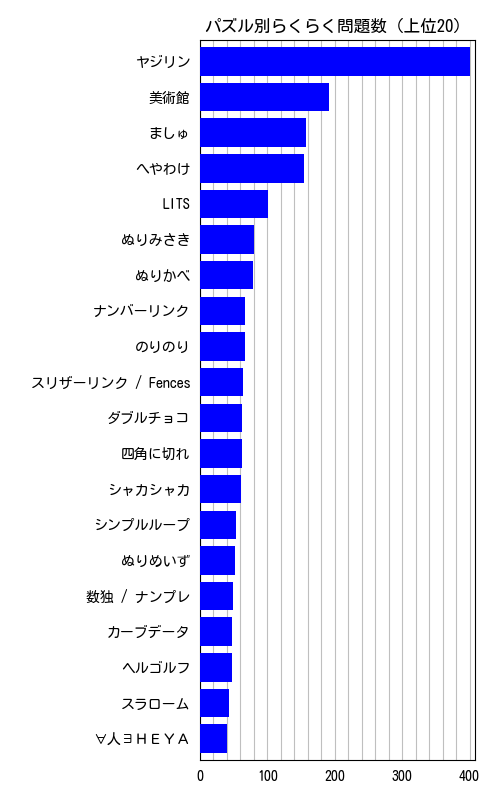 パズル別らくらく問題数（上位20）
ヤジリン
美術館
ましゅ
へやわけ
LITS
ぬりみさき
ぬりかべ
ナンバーリンク
のりのり
スリザーリンク / Fences
ダブルチョコ
四角に切れ
シャカシャカ
シンプルループ
ぬりめいず
数独 / ナンプレ
カーブデータ
ヘルゴルフ
スラローム
∀人∃ＨＥＹＡ
0 100 200 300 400